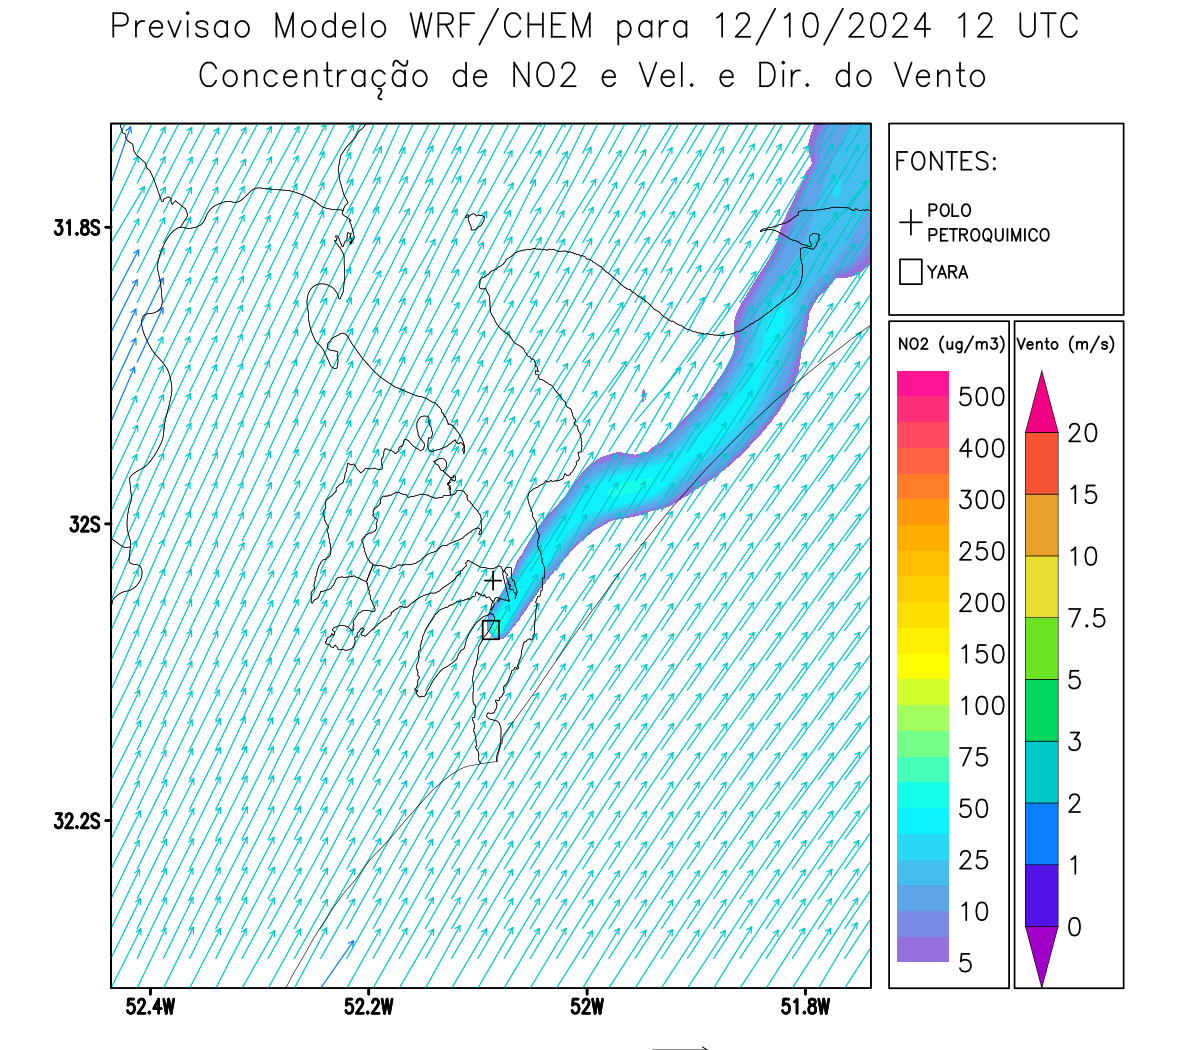 Previsao Modelo WRF/CHEM para 12/10/2024 12 UTC
Concentração de NO2 e Vel. e Dir. do Vento
FONTES:
POLO
PETROQUIMICO
YARA
NO2 (ug/m3)
500
400
300
250
200
150
100
75
50
25
10
5
Vento (m/s)
20
15
10
7.5
5
3
2
1
0
31.8S
32S
32.2S
52.4W 52.2W 52W 51.8W